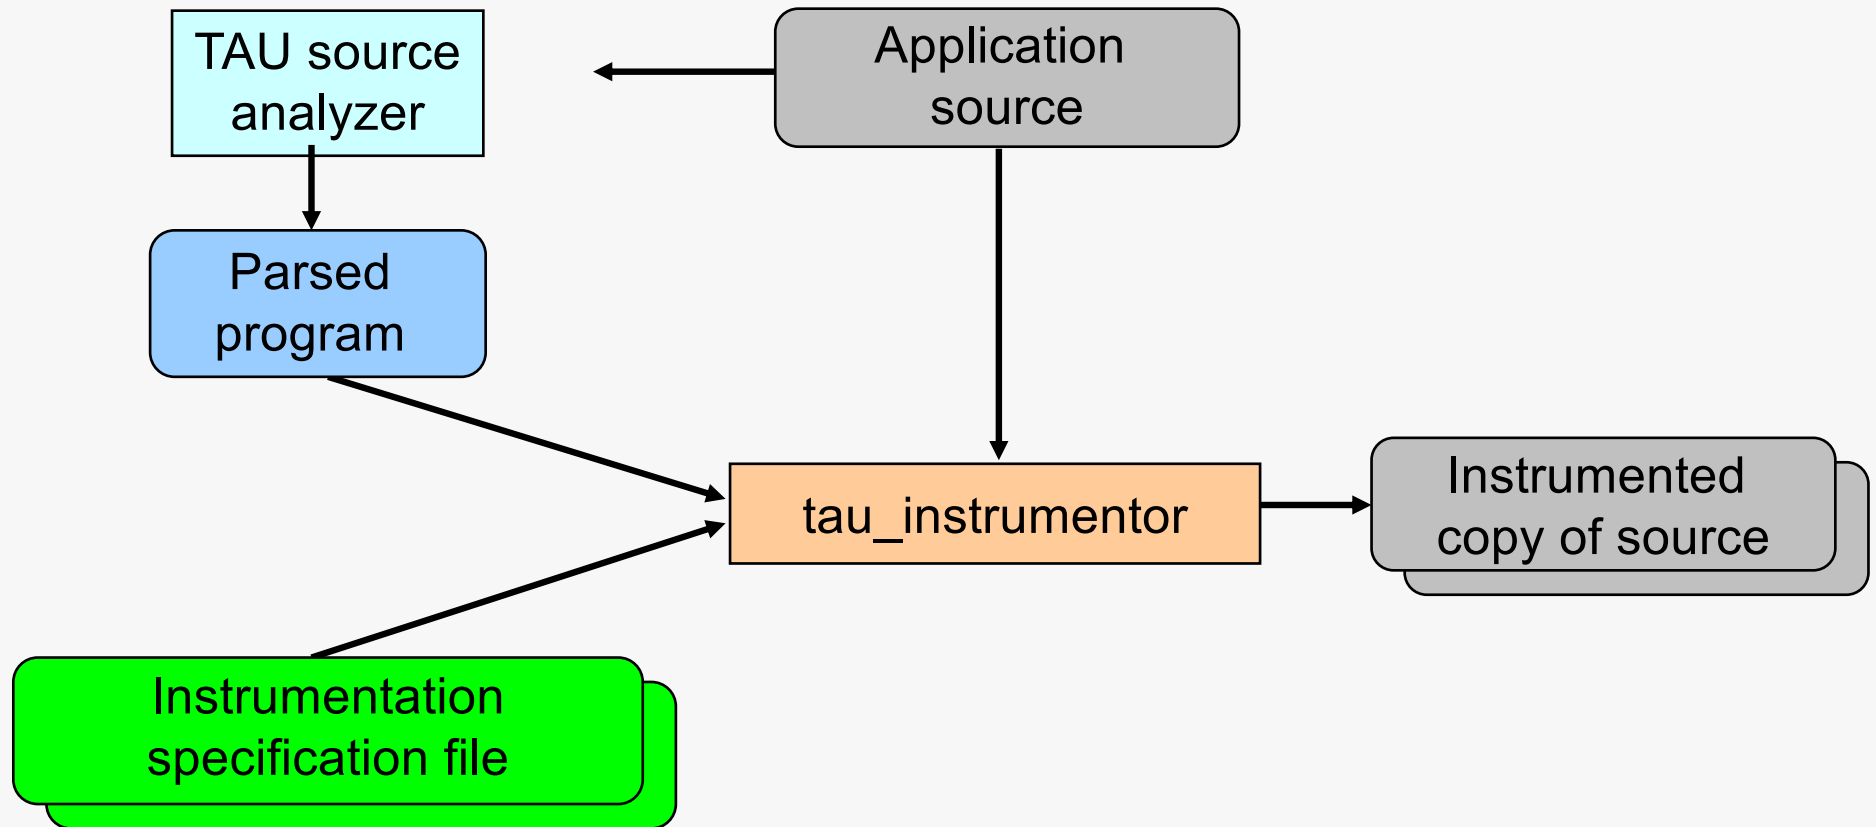 TAU source
analyzer
Application
source
Parsed
program
tau_instrumentor
Instrumented
copy of source
Instrumentation
specification file